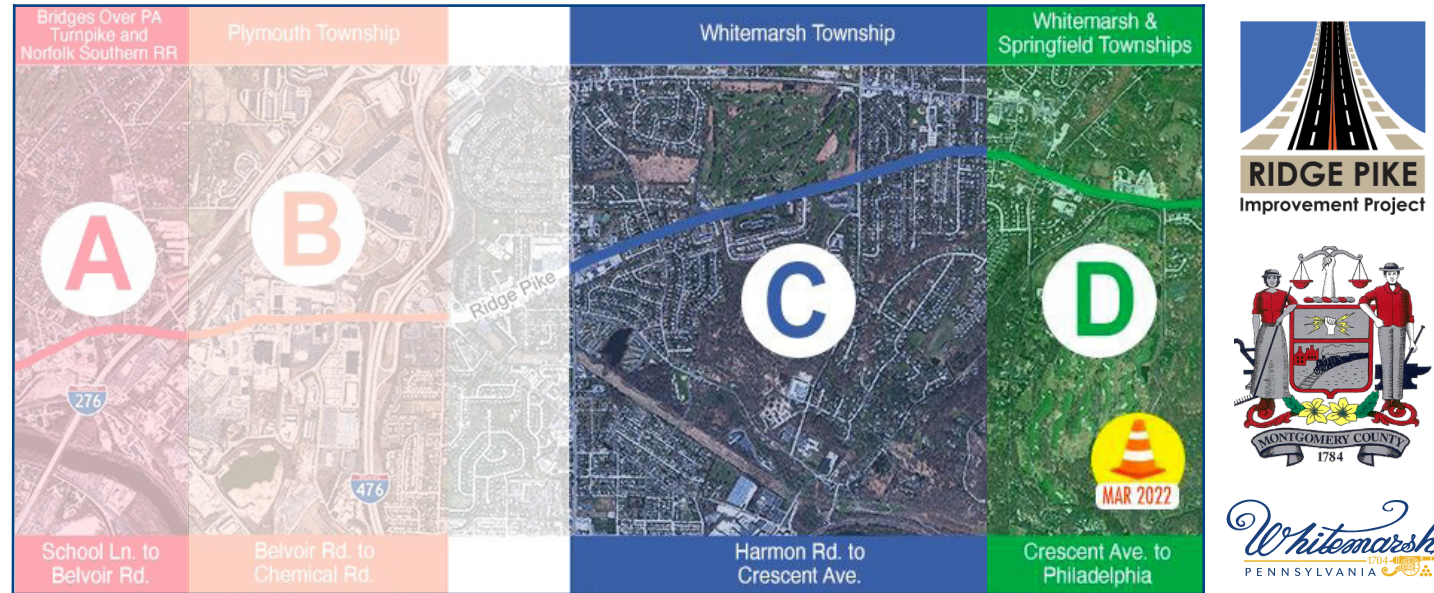 Bridges Over PA
Turnpike and
Norfolk Southern RR
Plymouth Township
Whitemarsh Township
Whitemarsh &
Springfield Townships
A
B
C
D
Ridge Pike
276
476
MAR 2022
School Ln. to
Belvoir Rd.
Belvoir Rd. to
Chemical Rd.
Harmon Rd. to
Crescent Ave.
Crescent Ave. to
Philadelphia
RIDGE PIKE
Improvement Project
MONTGOMERY COUNTY
1784
Whitemarsh
1704
PENNSYLVANIA